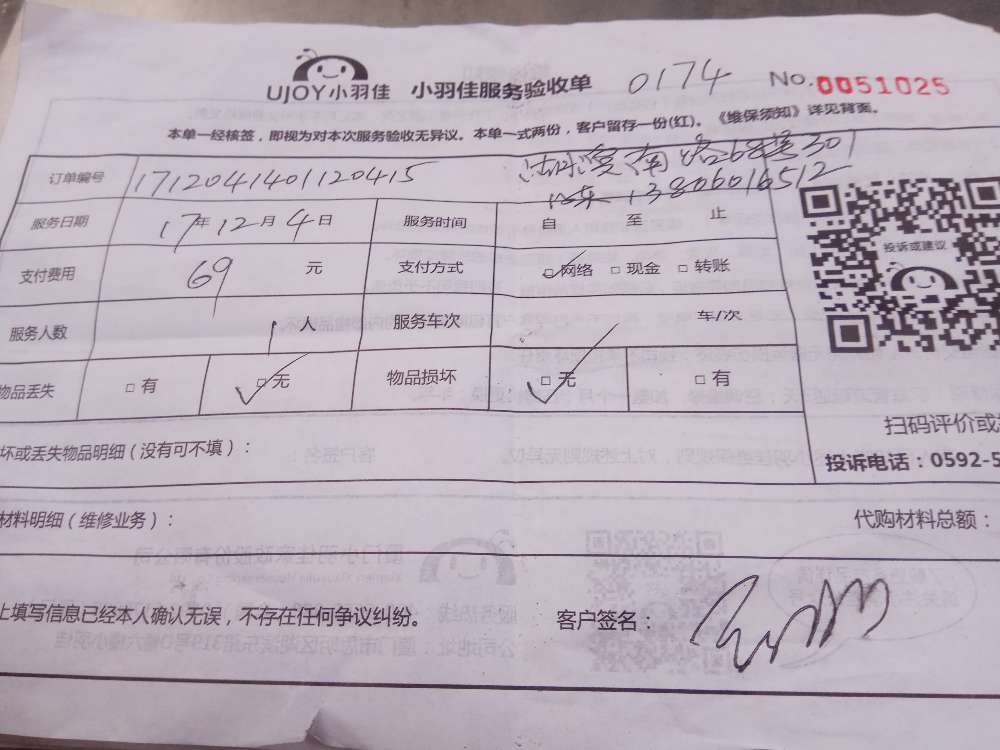 UJOY小羽佳 小羽佳服务验收单 0174 No.0051025
本单一经核签，即视为对本次服务验收无异议。本单一式两份，客户留存一份(红)。《维保须知》详见背面。
南路68号301
13806016512
订单编号 1712041401120415
服务日期 17年12月4日 服务时间 自 至 止
支付费用 69 元 支付方式 □网络 □现金 □转账
服务人数 1人 服务车次 车/次
物品丢失 □有 □无 物品损坏 □无 □有
投诉或建议
扫码评价或
坏或丢失物品明细（没有可不填）：
投诉电话：0592-5
材料明细（维修业务）： 代购材料总额：
上填写信息已经本人确认无误，不存在任何争议纠纷。 客户签名：